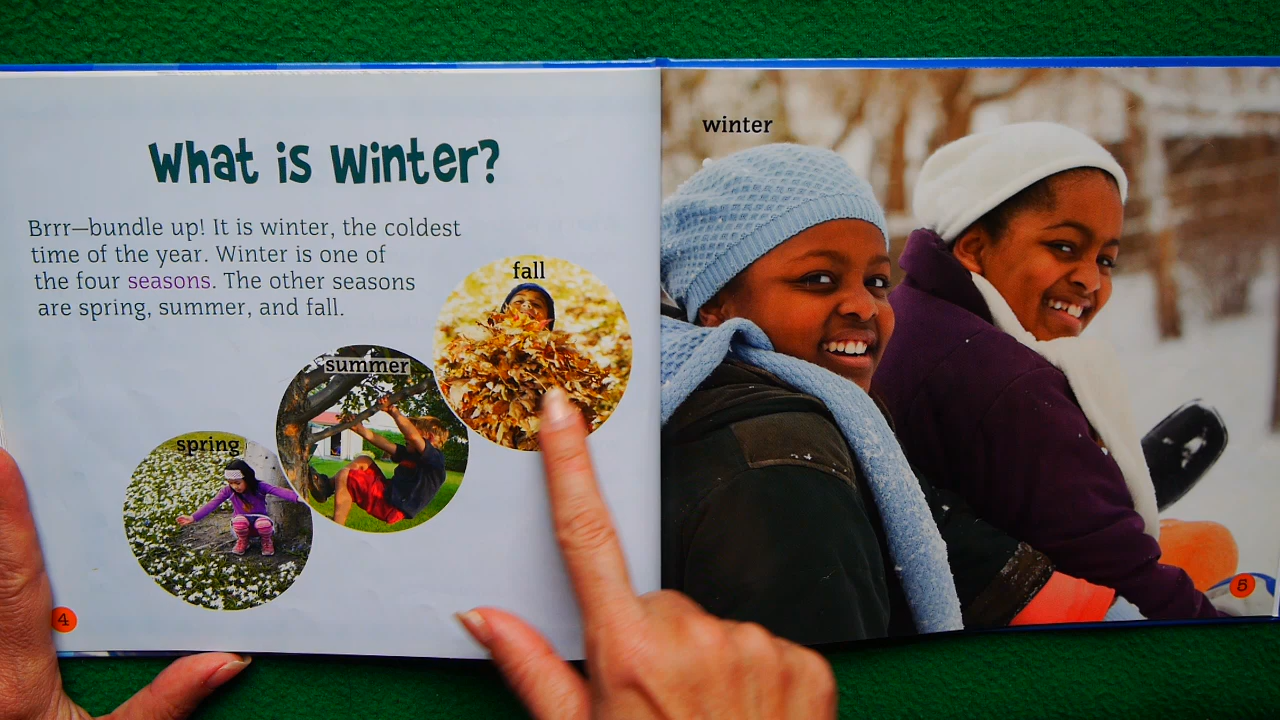 What is Winter?
Brrr—bundle up! It is winter, the coldest
time of the year. Winter is one of
the four seasons. The other seasons
are spring, summer, and fall.
fall
summer
spring
4
winter
5